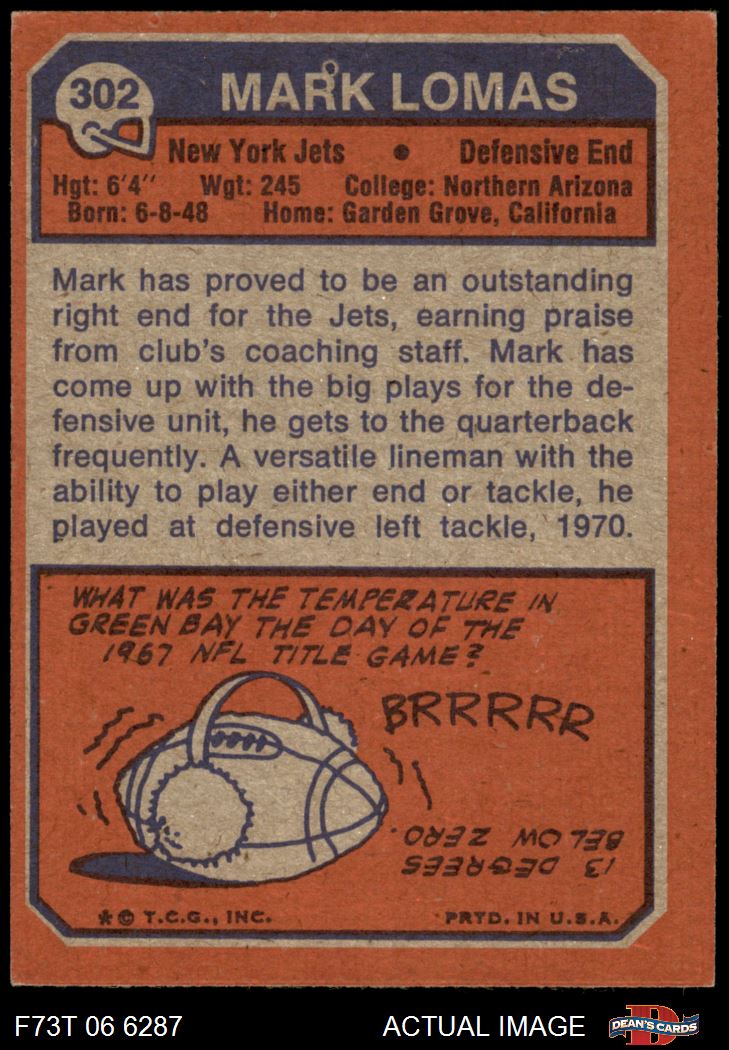 302
MARK LOMAS
New York Jets • Defensive End
Hgt: 6'4" Wgt: 245 College: Northern Arizona
Born: 6-8-48 Home: Garden Grove, California
Mark has proved to be an outstanding
right end for the Jets, earning praise
from club's coaching staff. Mark has
come up with the big plays for the de-
fensive unit, he gets to the quarterback
frequently. A versatile lineman with the
ability to play either end or tackle, he
played at defensive left tackle, 1970.
WHAT WAS THE TEMPERATURE IN
GREEN BAY THE DAY OF THE
1967 NFL TITLE GAME?
BRRRRR
13 DEGREES
BELOW ZERO.
* © T.C.G., INC. PRTD. IN U.S.A.
F73T 06 6287 ACTUAL IMAGE DEAN'S CARDS